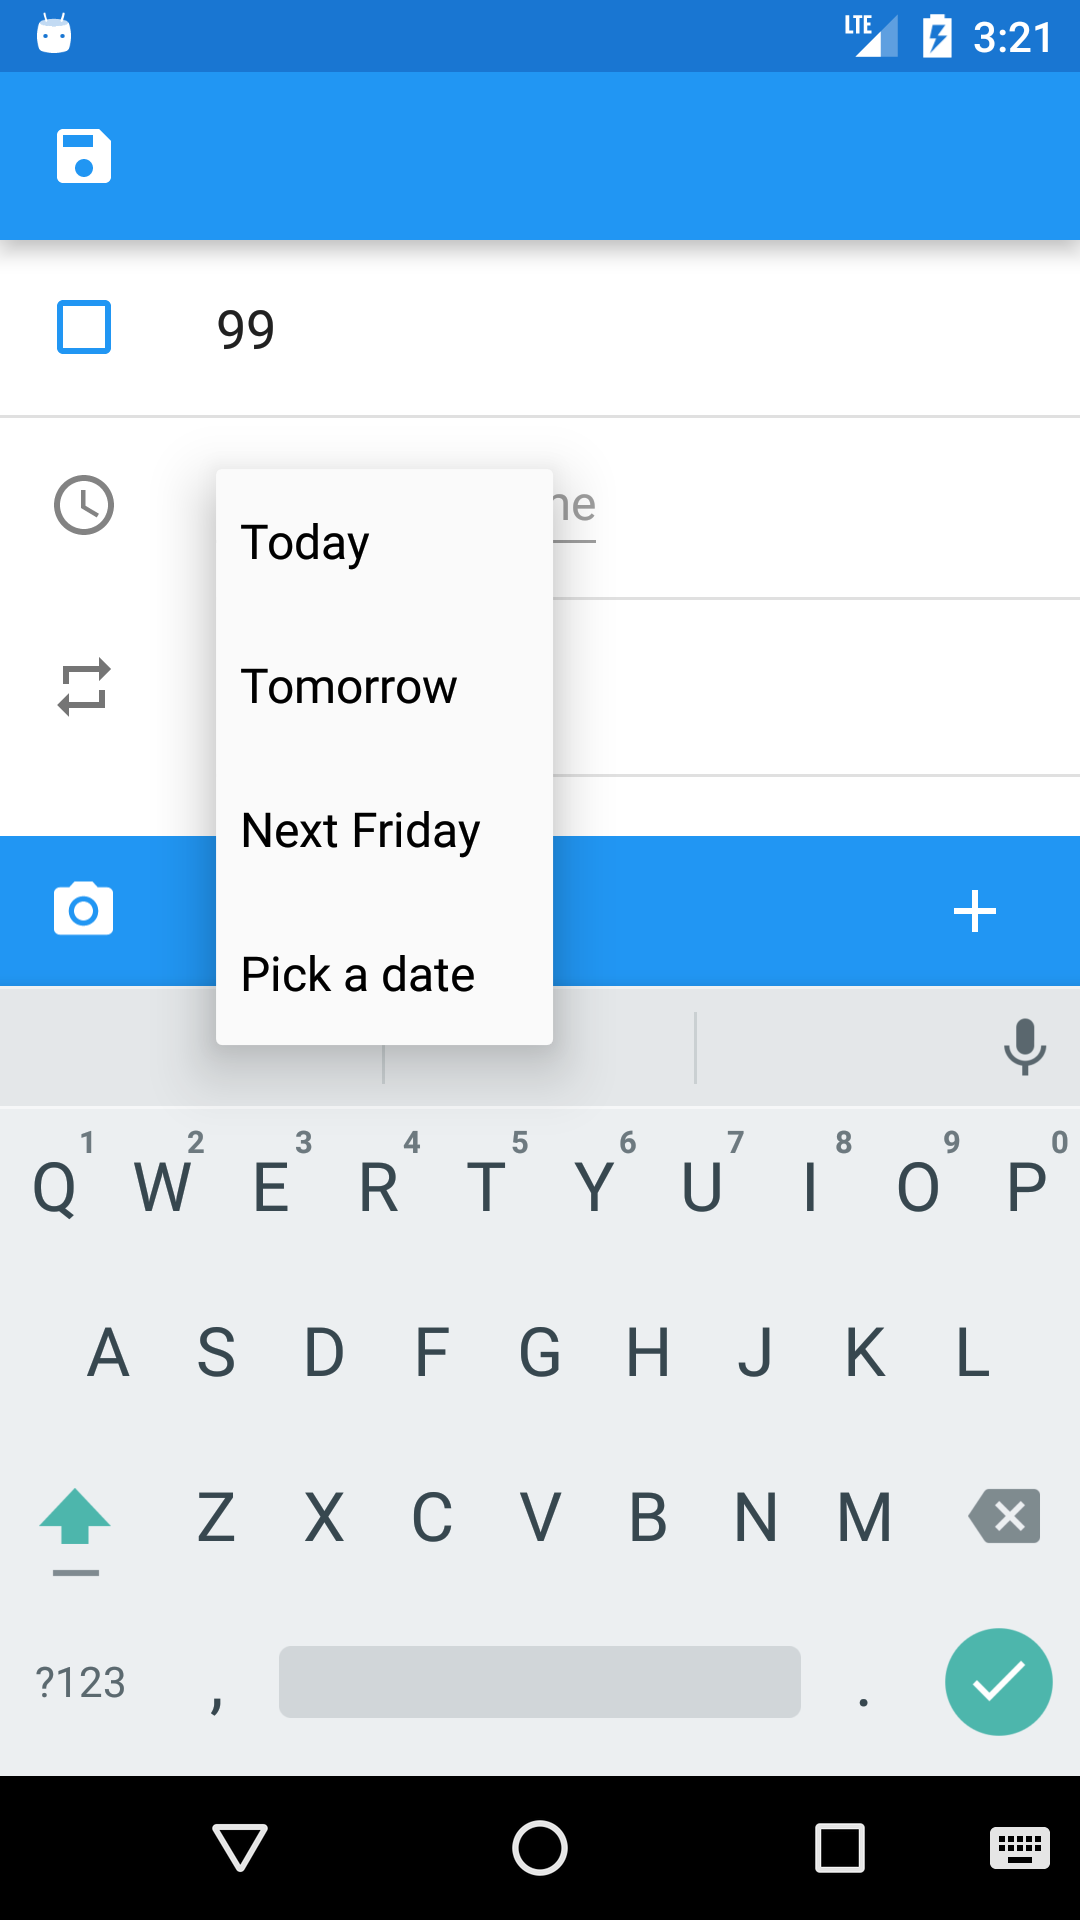 LTE 3:21
99
me
Today
Tomorrow
Next Friday
Pick a date
1 2 3 4 5 6 7 8 9 0
Q W E R T Y U I O P
A S D F G H J K L
Z X C V B N M
?123 , .